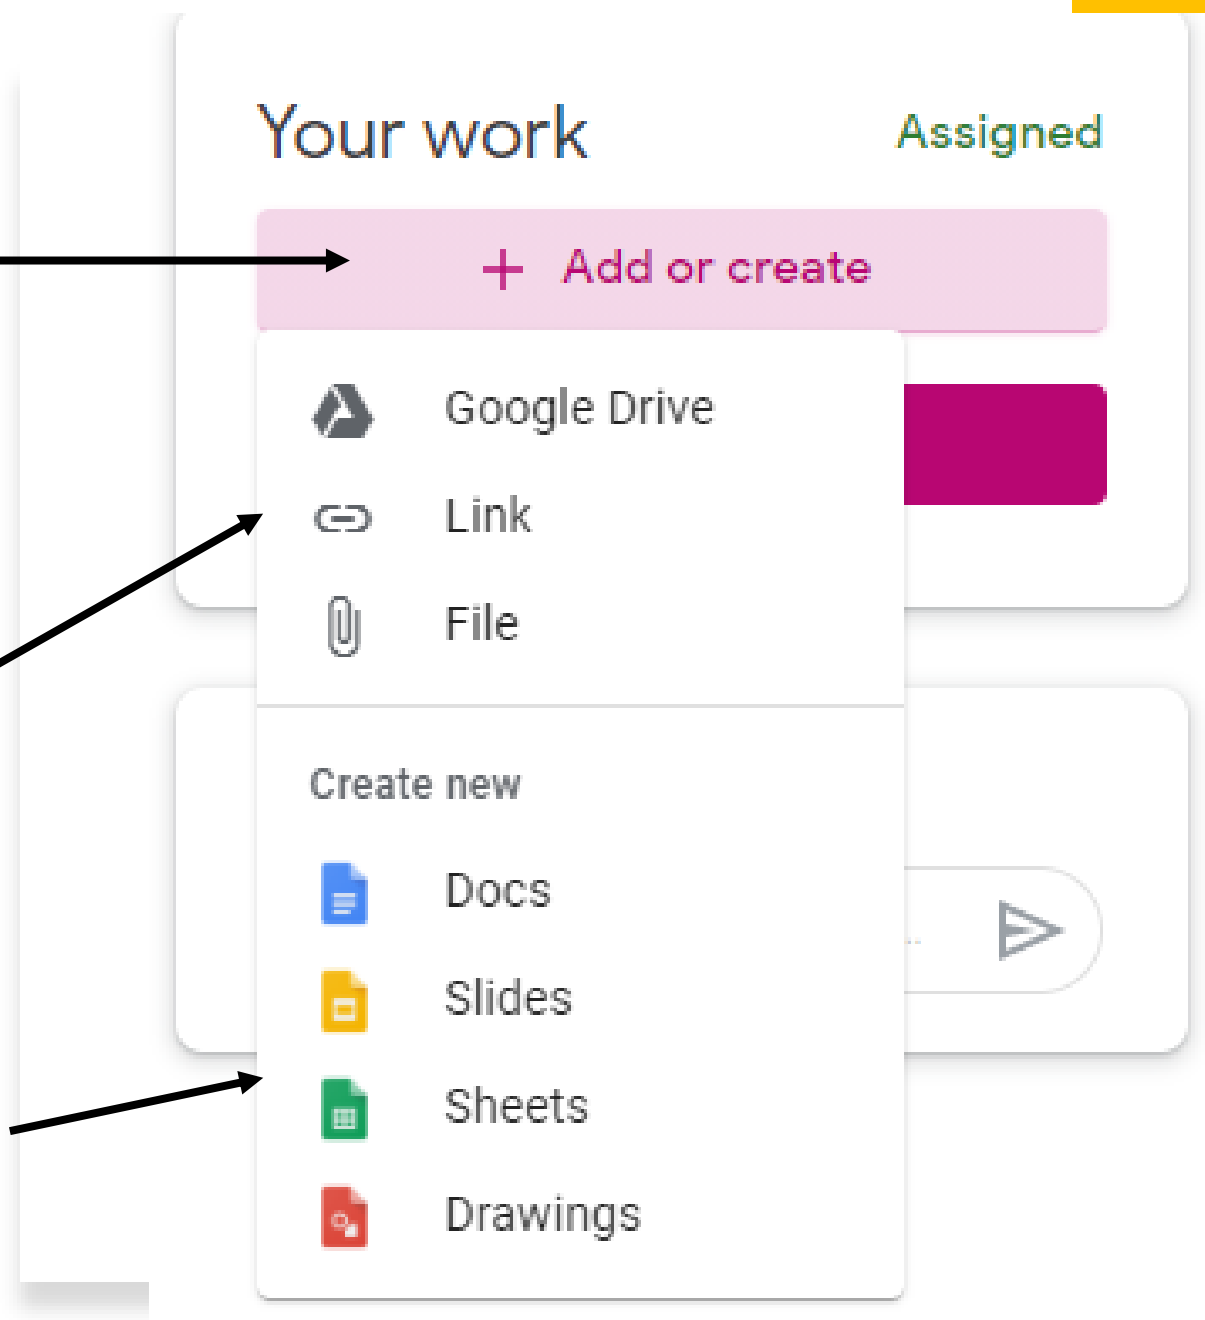 Your work
Assigned
+ Add or create
Google Drive
Link
File
Create new
Docs
Slides
Sheets
Drawings